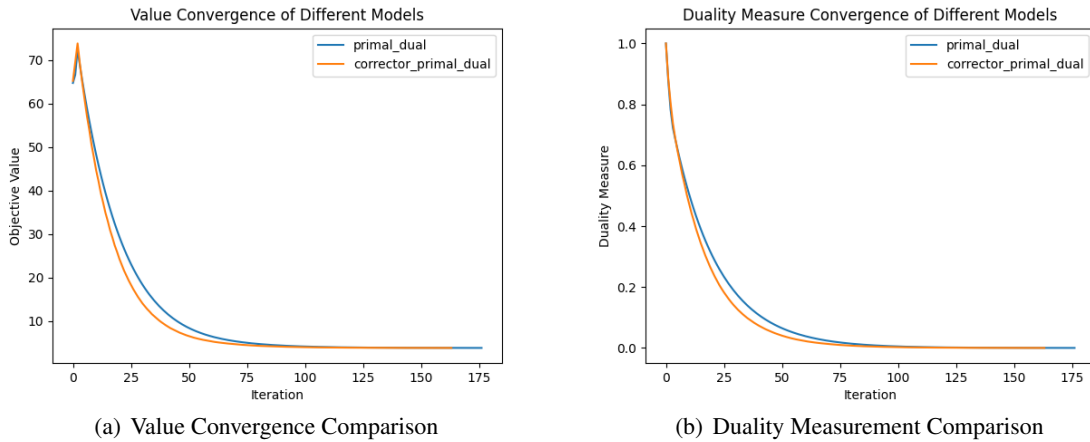 Value Convergence of Different Models
primal_dual
corrector_primal_dual
70
60
50
40
30
20
10
Objective Value
0
25
50
75
100
125
150
175
Iteration
(a) Value Convergence Comparison
Duality Measure Convergence of Different Models
primal_dual
corrector_primal_dual
1.0
0.8
0.6
0.4
0.2
0.0
Duality Measure
0
25
50
75
100
125
150
175
Iteration
(b) Duality Measurement Comparison